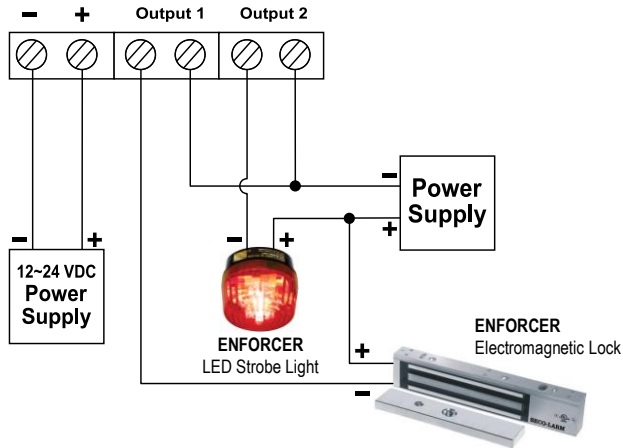 − + Output 1 Output 2
−
Power
Supply
+
− +
12~24 VDC
Power
Supply
− +
ENFORCER
LED Strobe Light
ENFORCER
Electromagnetic Lock
+
−
SECO-LARM